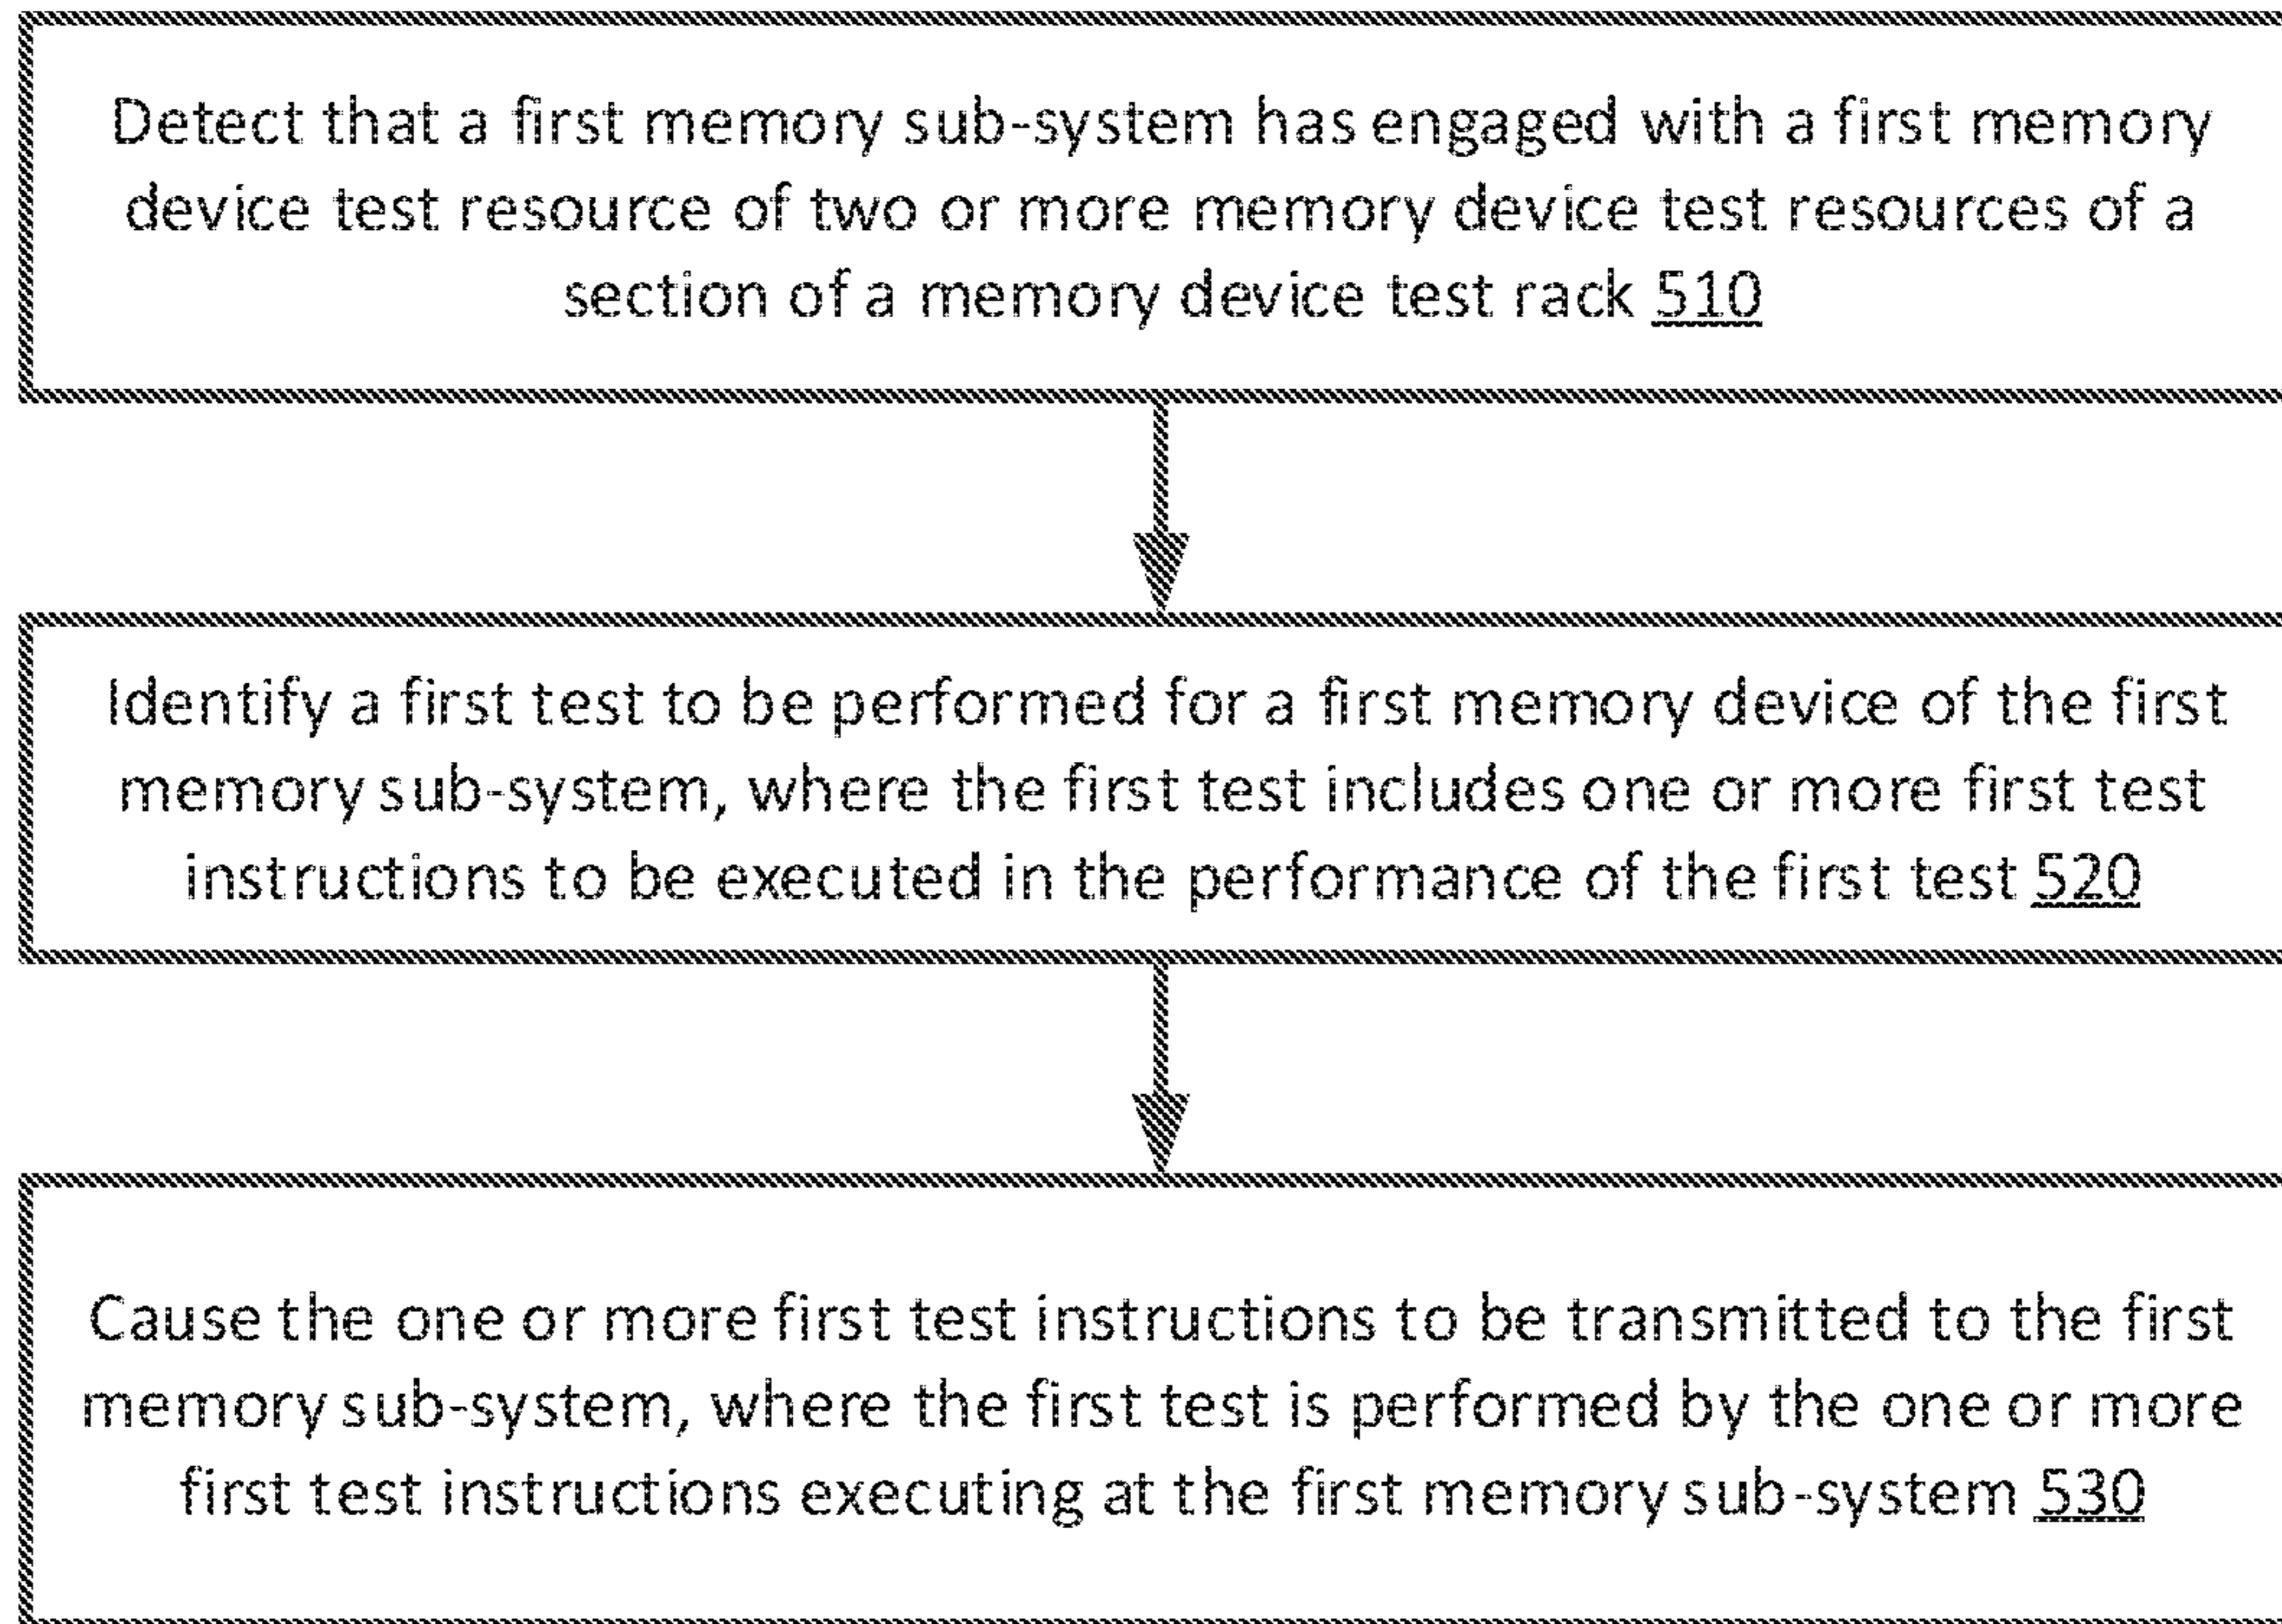 Detect that a first memory sub-system has engaged with a first memory
device test resource of two or more memory device test resources of a
section of a memory device test rack 510
Identify a first test to be performed for a first memory device of the first
memory sub-system, where the first test includes one or more first test
instructions to be executed in the performance of the first test 520
Cause the one or more first test instructions to be transmitted to the first
memory sub-system, where the first test is performed by the one or more
first test instructions executing at the first memory sub-system 530